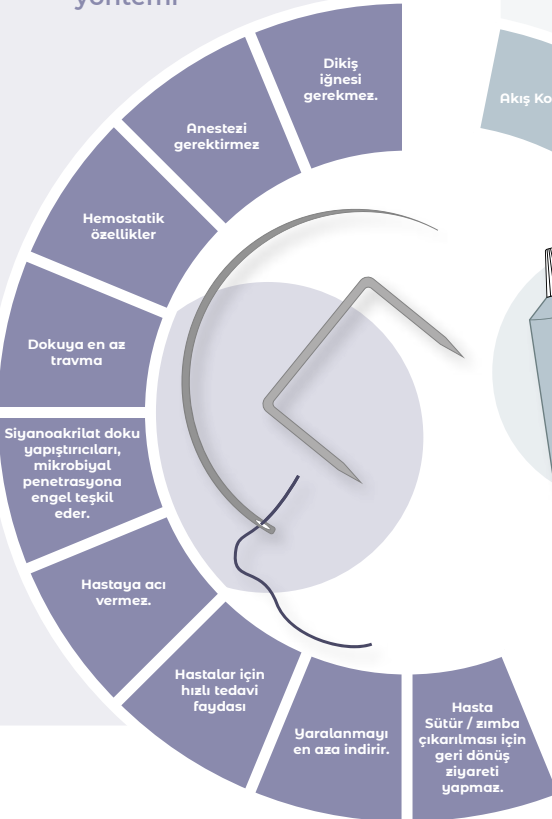 yöntemi
Dikiş
iğnesi
gerekmez.
Anestezi
gerektirmez
Hemostatik
özellikler
Dokuya en az
travma
Siyanoakrilat doku
yapıştırıcıları,
mikrobiyal
penetrasyona
engel teşkil
eder.
Hastaya acı
vermez.
Hastalar için
hızlı tedavi
faydası
Yaralanmayı
en aza indirir.
Hasta
Sütür / zımba
çıkarılması için
geri dönüş
ziyareti
yapmaz.
Akış Ko